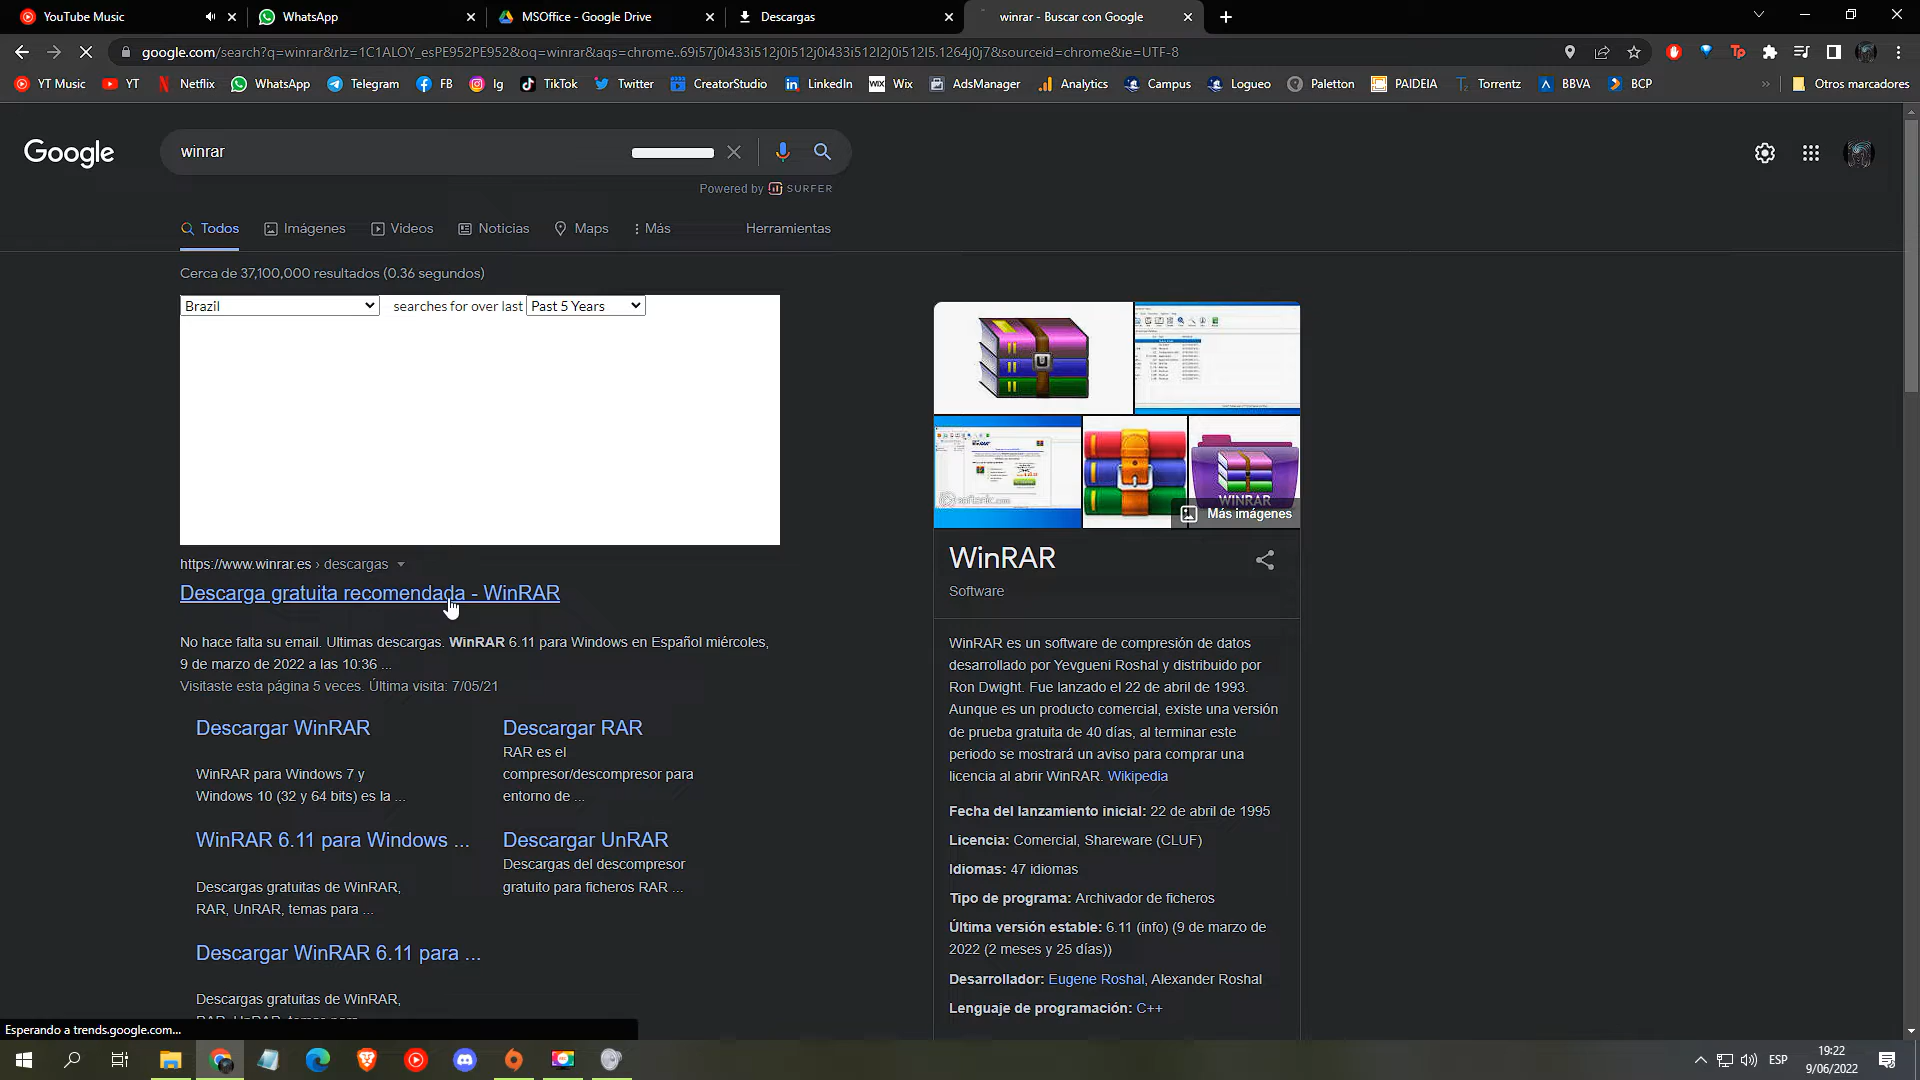 YouTube Music
WhatsApp
MSOffice - Google Drive
Descargas
winrar - Buscar con Google
google.com/search?q=winrar&rlz=1C1ALOY_esPE952PE952&oq=winrar&aqs=chrome..69i57j0i433i512j0i512j0i433i512l2j0i512l5.1264j0j7&sourceid=chrome&ie=UTF-8
YT Music
YT
Netflix
WhatsApp
Telegram
FB
Ig
TikTok
Twitter
CreatorStudio
LinkedIn
Wix
AdsManager
Analytics
Campus
Logueo
Paletton
PAIDEIA
Torrentz
BBVA
BCP
Otros marcadores
Google
winrar
Powered by SURFER
Todos
Imágenes
Videos
Noticias
Maps
Más
Herramientas
Cerca de 37,100,000 resultados (0.36 segundos)
Brazil searches for over last Past 5 Years
https://www.winrar.es › descargas
Descarga gratuita recomendada - WinRAR
No hace falta su email. Ultimas descargas. WinRAR 6.11 para Windows en Español miércoles,
9 de marzo de 2022 a las 10:36 ...
Visitaste esta página 5 veces. Última visita: 7/05/21
Descargar WinRAR
WinRAR para Windows 7 y
Windows 10 (32 y 64 bits) es la ...
Descargar RAR
RAR es el
compresor/descompresor para
entorno de ...
WinRAR 6.11 para Windows ...
Descargas gratuitas de WinRAR,
RAR, UnRAR, temas para ...
Descargar UnRAR
Descargas del descompresor
gratuito para ficheros RAR ...
Descargar WinRAR 6.11 para ...
Descargas gratuitas de WinRAR,
WINRAR
Más imágenes
WinRAR
Software
WinRAR es un software de compresión de datos
desarrollado por Yevgueni Roshal y distribuido por
Ron Dwight. Fue lanzado el 22 de abril de 1993.
Aunque es un producto comercial, existe una versión
de prueba gratuita de 40 días, al terminar este
periodo se mostrará un aviso para comprar una
licencia al abrir WinRAR. Wikipedia
Fecha del lanzamiento inicial: 22 de abril de 1995
Licencia: Comercial, Shareware (CLUF)
Idiomas: 47 idiomas
Tipo de programa: Archivador de ficheros
Última versión estable: 6.11 (info) (9 de marzo de
2022 (2 meses y 25 días))
Desarrollador: Eugene Roshal, Alexander Roshal
Lenguaje de programación: C++
Esperando a trends.google.com...
ESP
19:22
9/06/2022